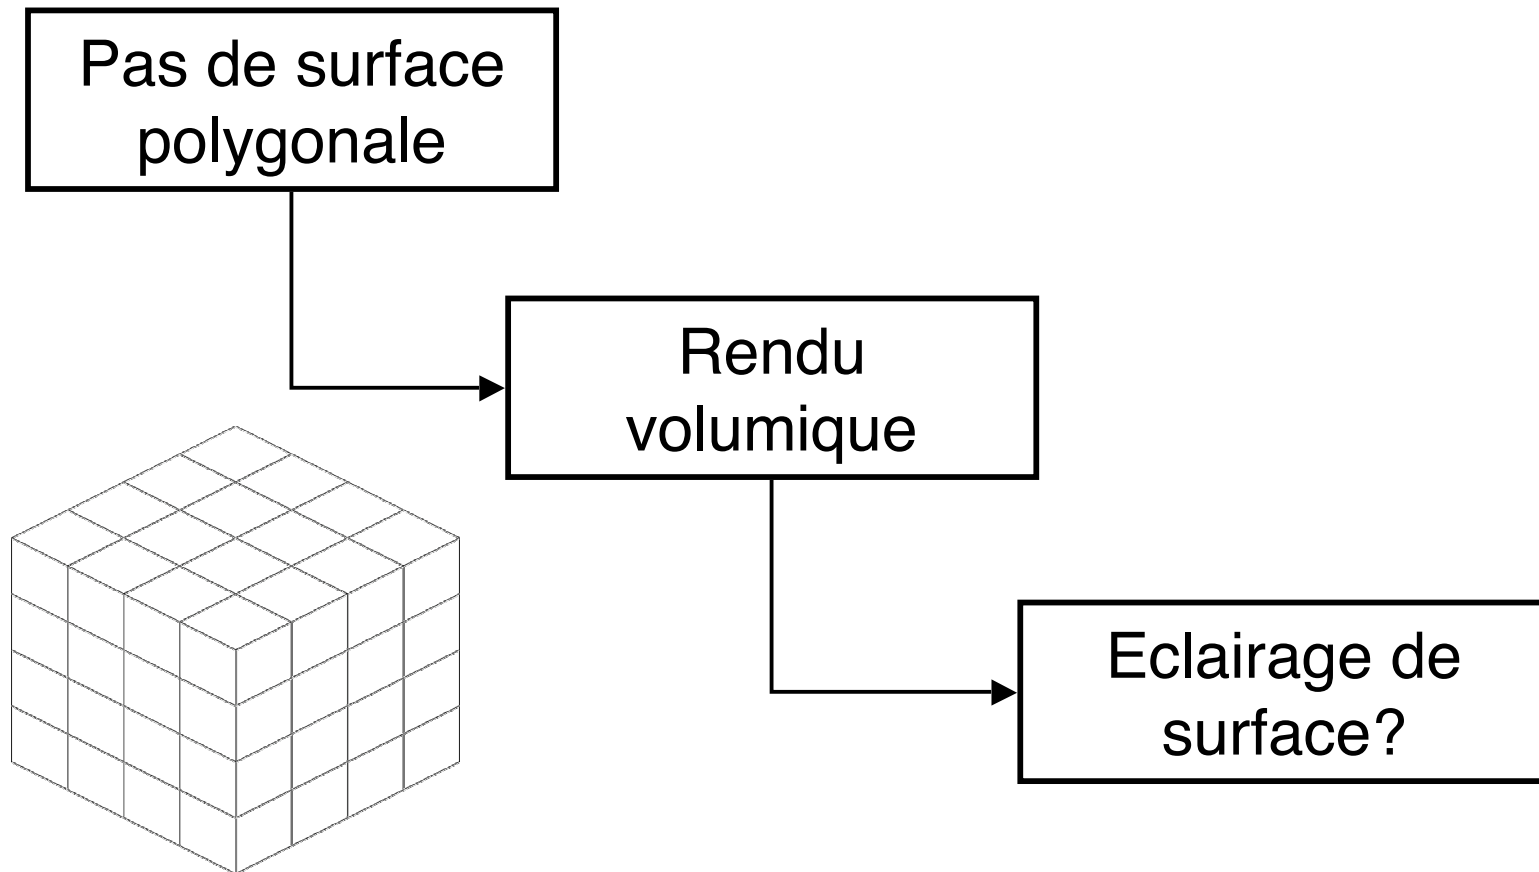 Pas de surface
polygonale
Rendu
volumique
Eclairage de
surface?